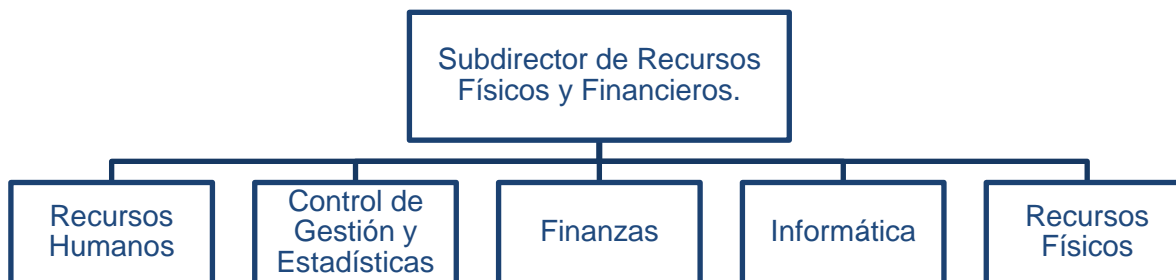 Subdirector de Recursos
Físicos y Financieros.
Recursos
Humanos
Control de
Gestión y
Estadísticas
Finanzas
Informática
Recursos
Físicos